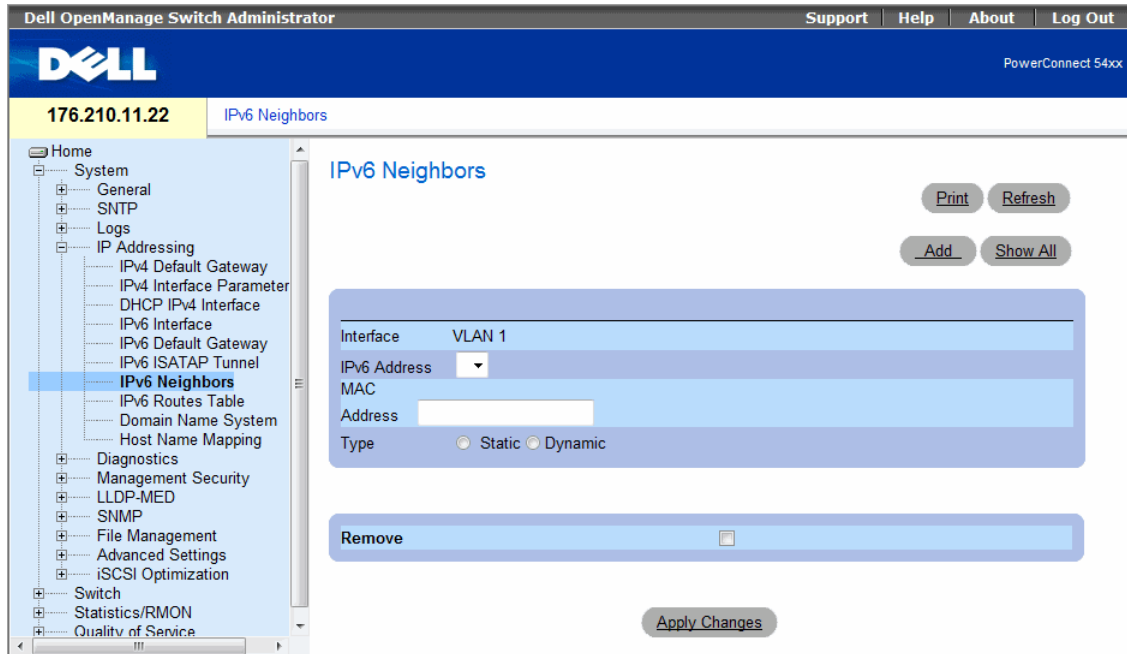 Dell OpenManage Switch Administrator
Support Help About Log Out
DELL
PowerConnect 54xx
176.210.11.22
IPv6 Neighbors
Home
System
General
SNTP
Logs
IP Addressing
IPv4 Default Gateway
IPv4 Interface Parameter
DHCP IPv4 Interface
IPv6 Interface
IPv6 Default Gateway
IPv6 ISATAP Tunnel
IPv6 Neighbors
IPv6 Routes Table
Domain Name System
Host Name Mapping
Diagnostics
Management Security
LLDP-MED
SNMP
File Management
Advanced Settings
iSCSI Optimization
Switch
Statistics/RMON
Quality of Service
IPv6 Neighbors
Print Refresh
Add Show All
Interface VLAN 1
IPv6 Address
MAC
Address
Type Static Dynamic
Remove
Apply Changes